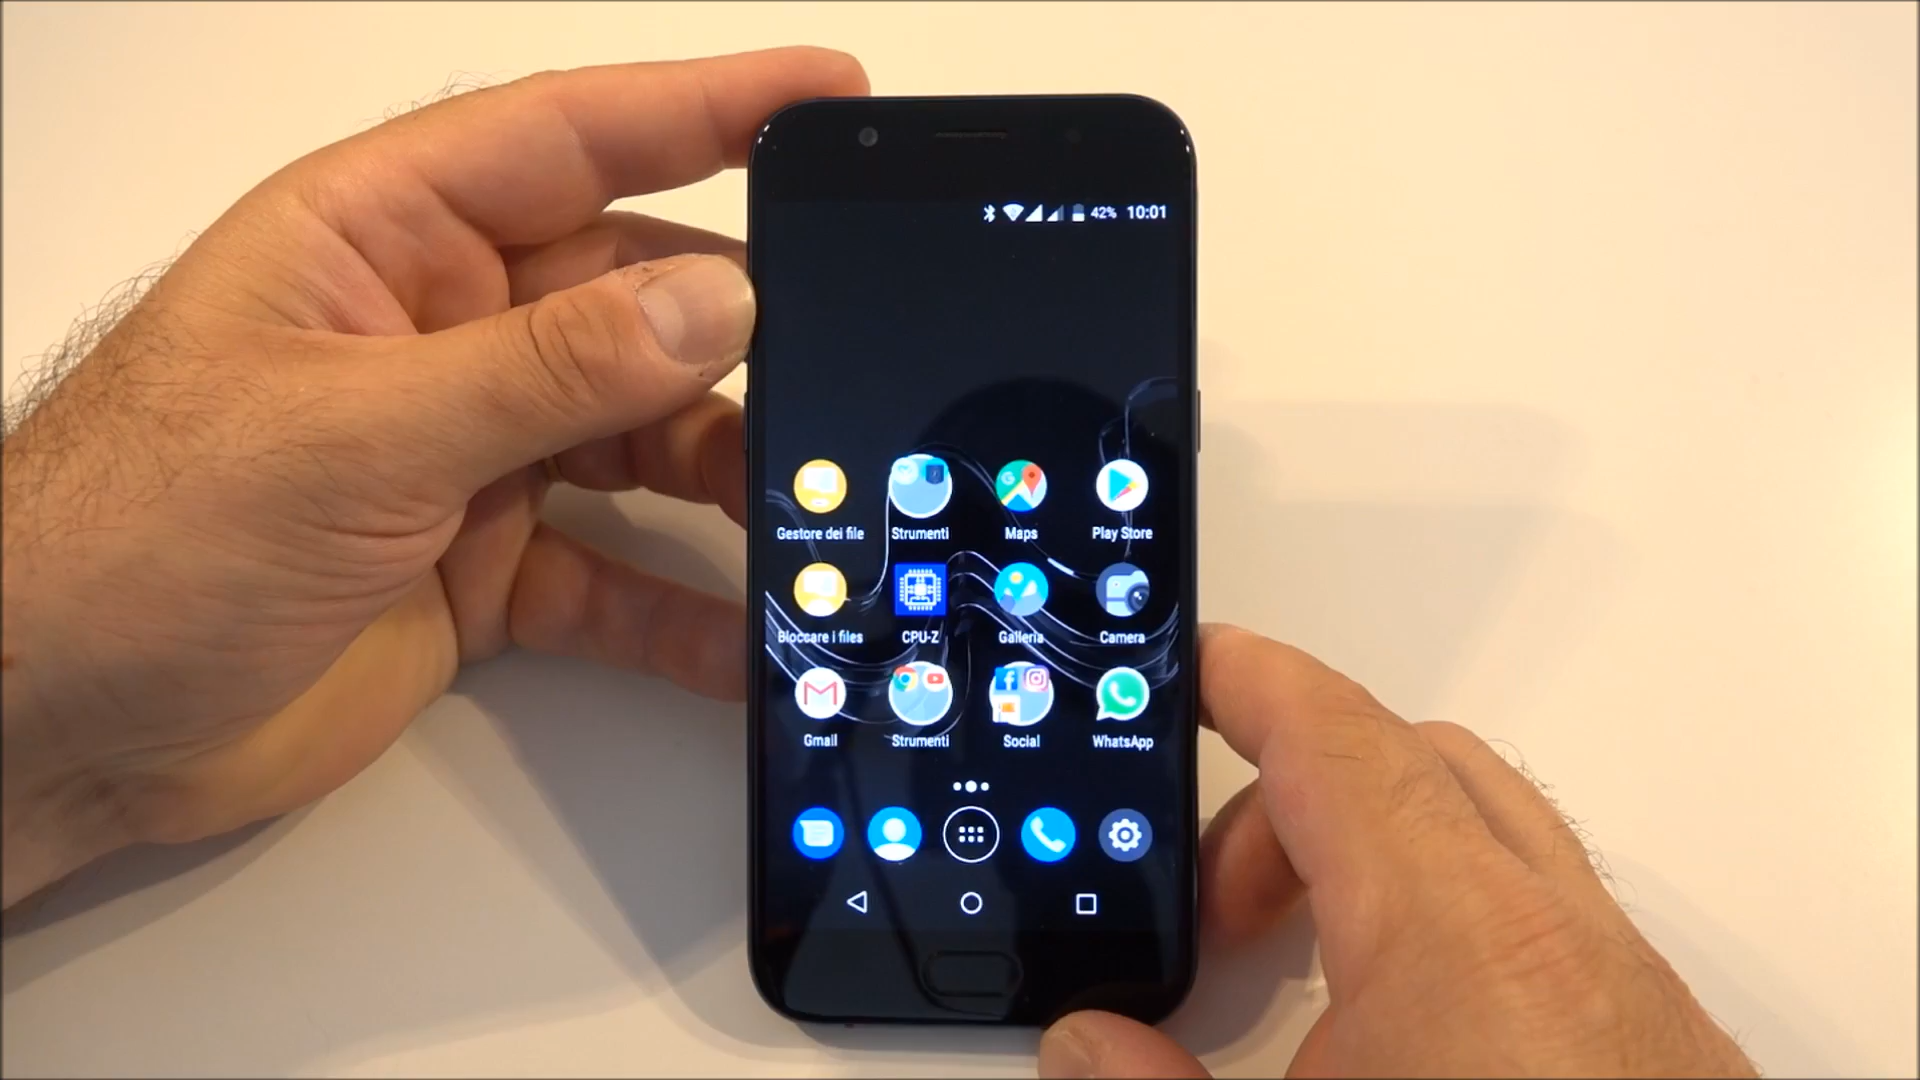 42% 10:01
Gestore dei file Strumenti Maps Play Store
Bloccare i files CPU-Z Galleria Camera
Gmail Strumenti Social WhatsApp